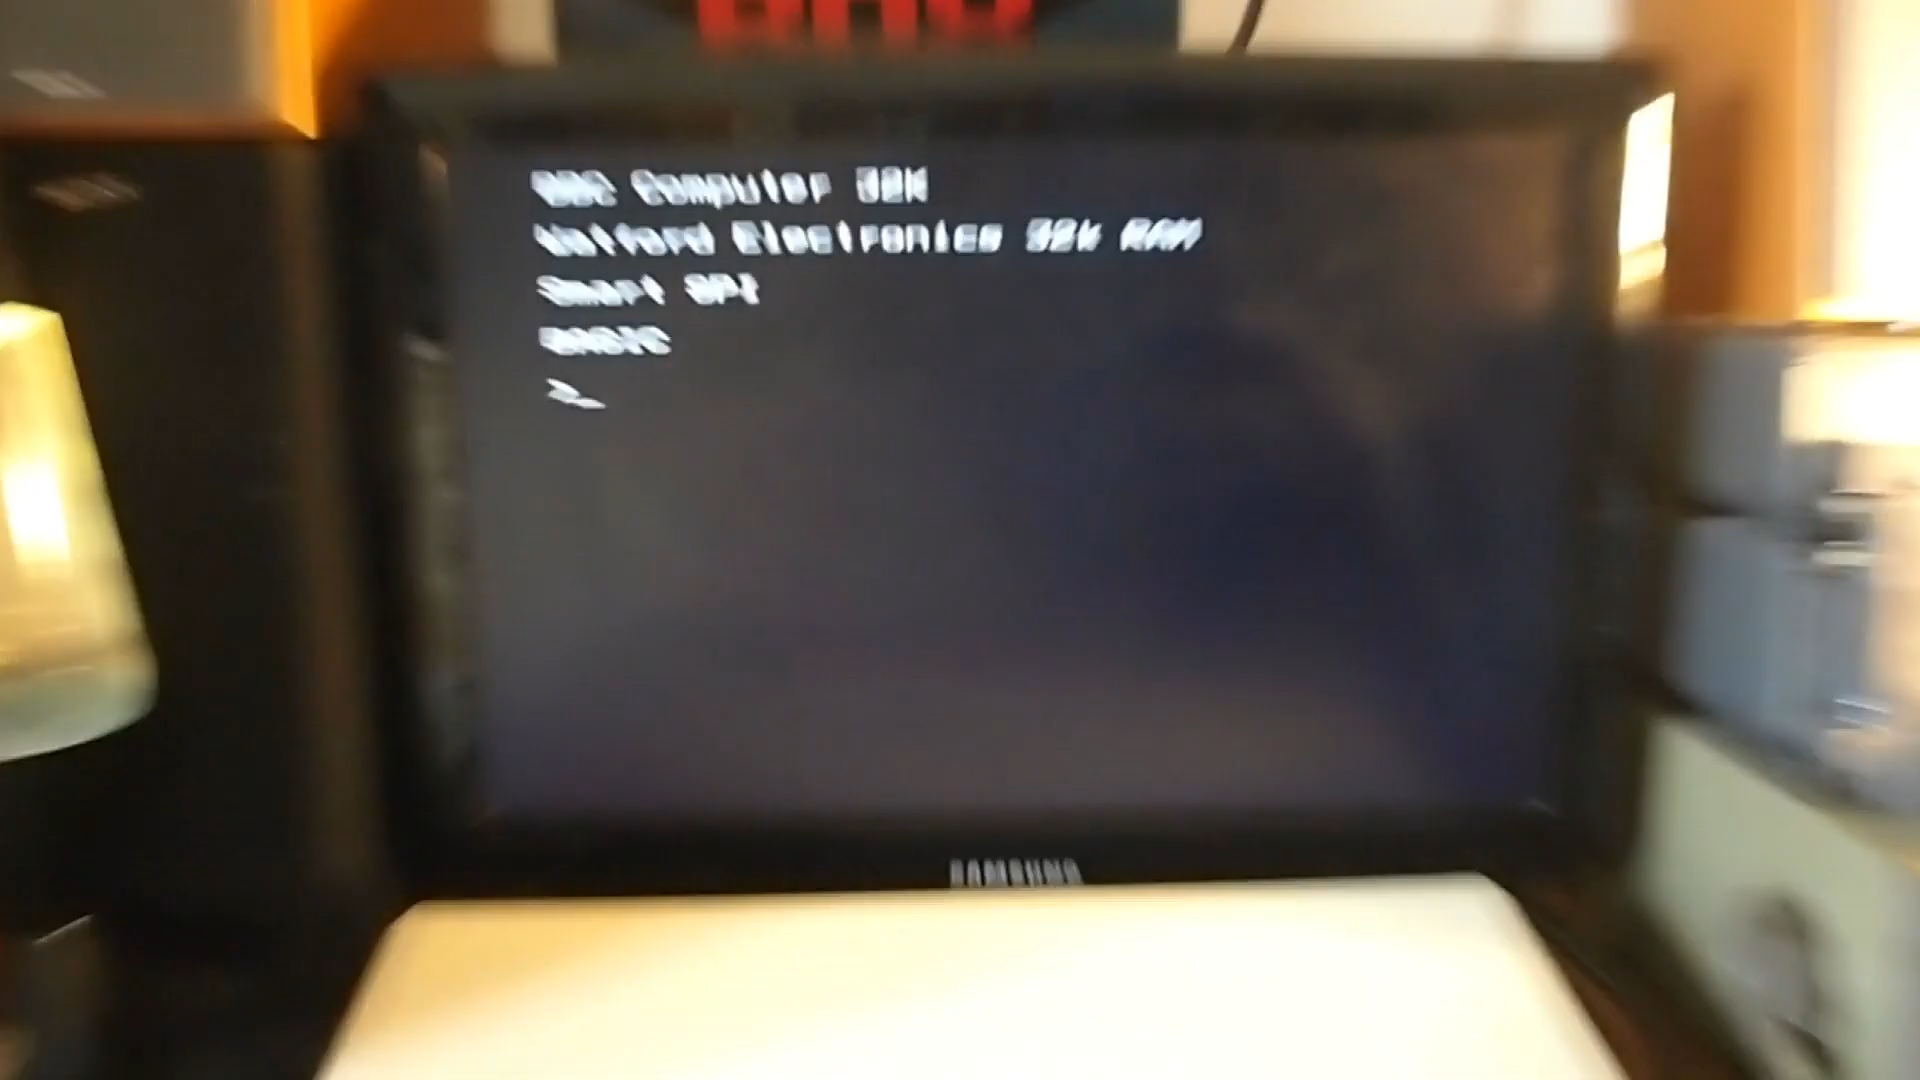 BBC Computer 32K
Watford Electronics 32k RAM
Smart SPI
BASIC
>_
SAMSUNG